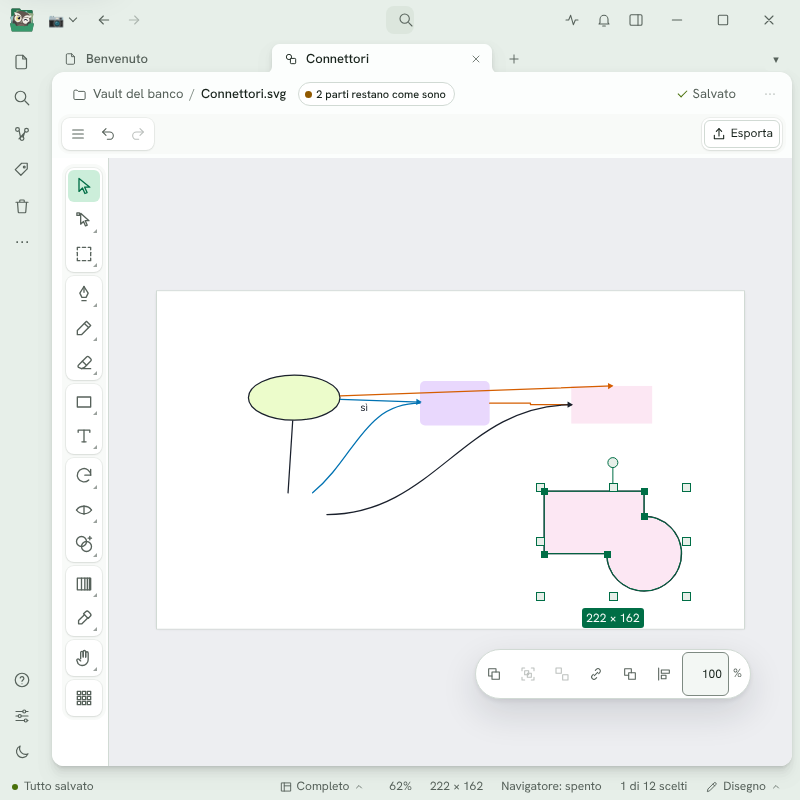 Benvenuto
Connettori
Vault del banco / Connettori.svg
2 parti restano come sono
Salvato
Esporta
sì
222 × 162
100 %
Tutto salvato
Completo
62%
222 × 162
Navigatore: spento
1 di 12 scelti
Disegno